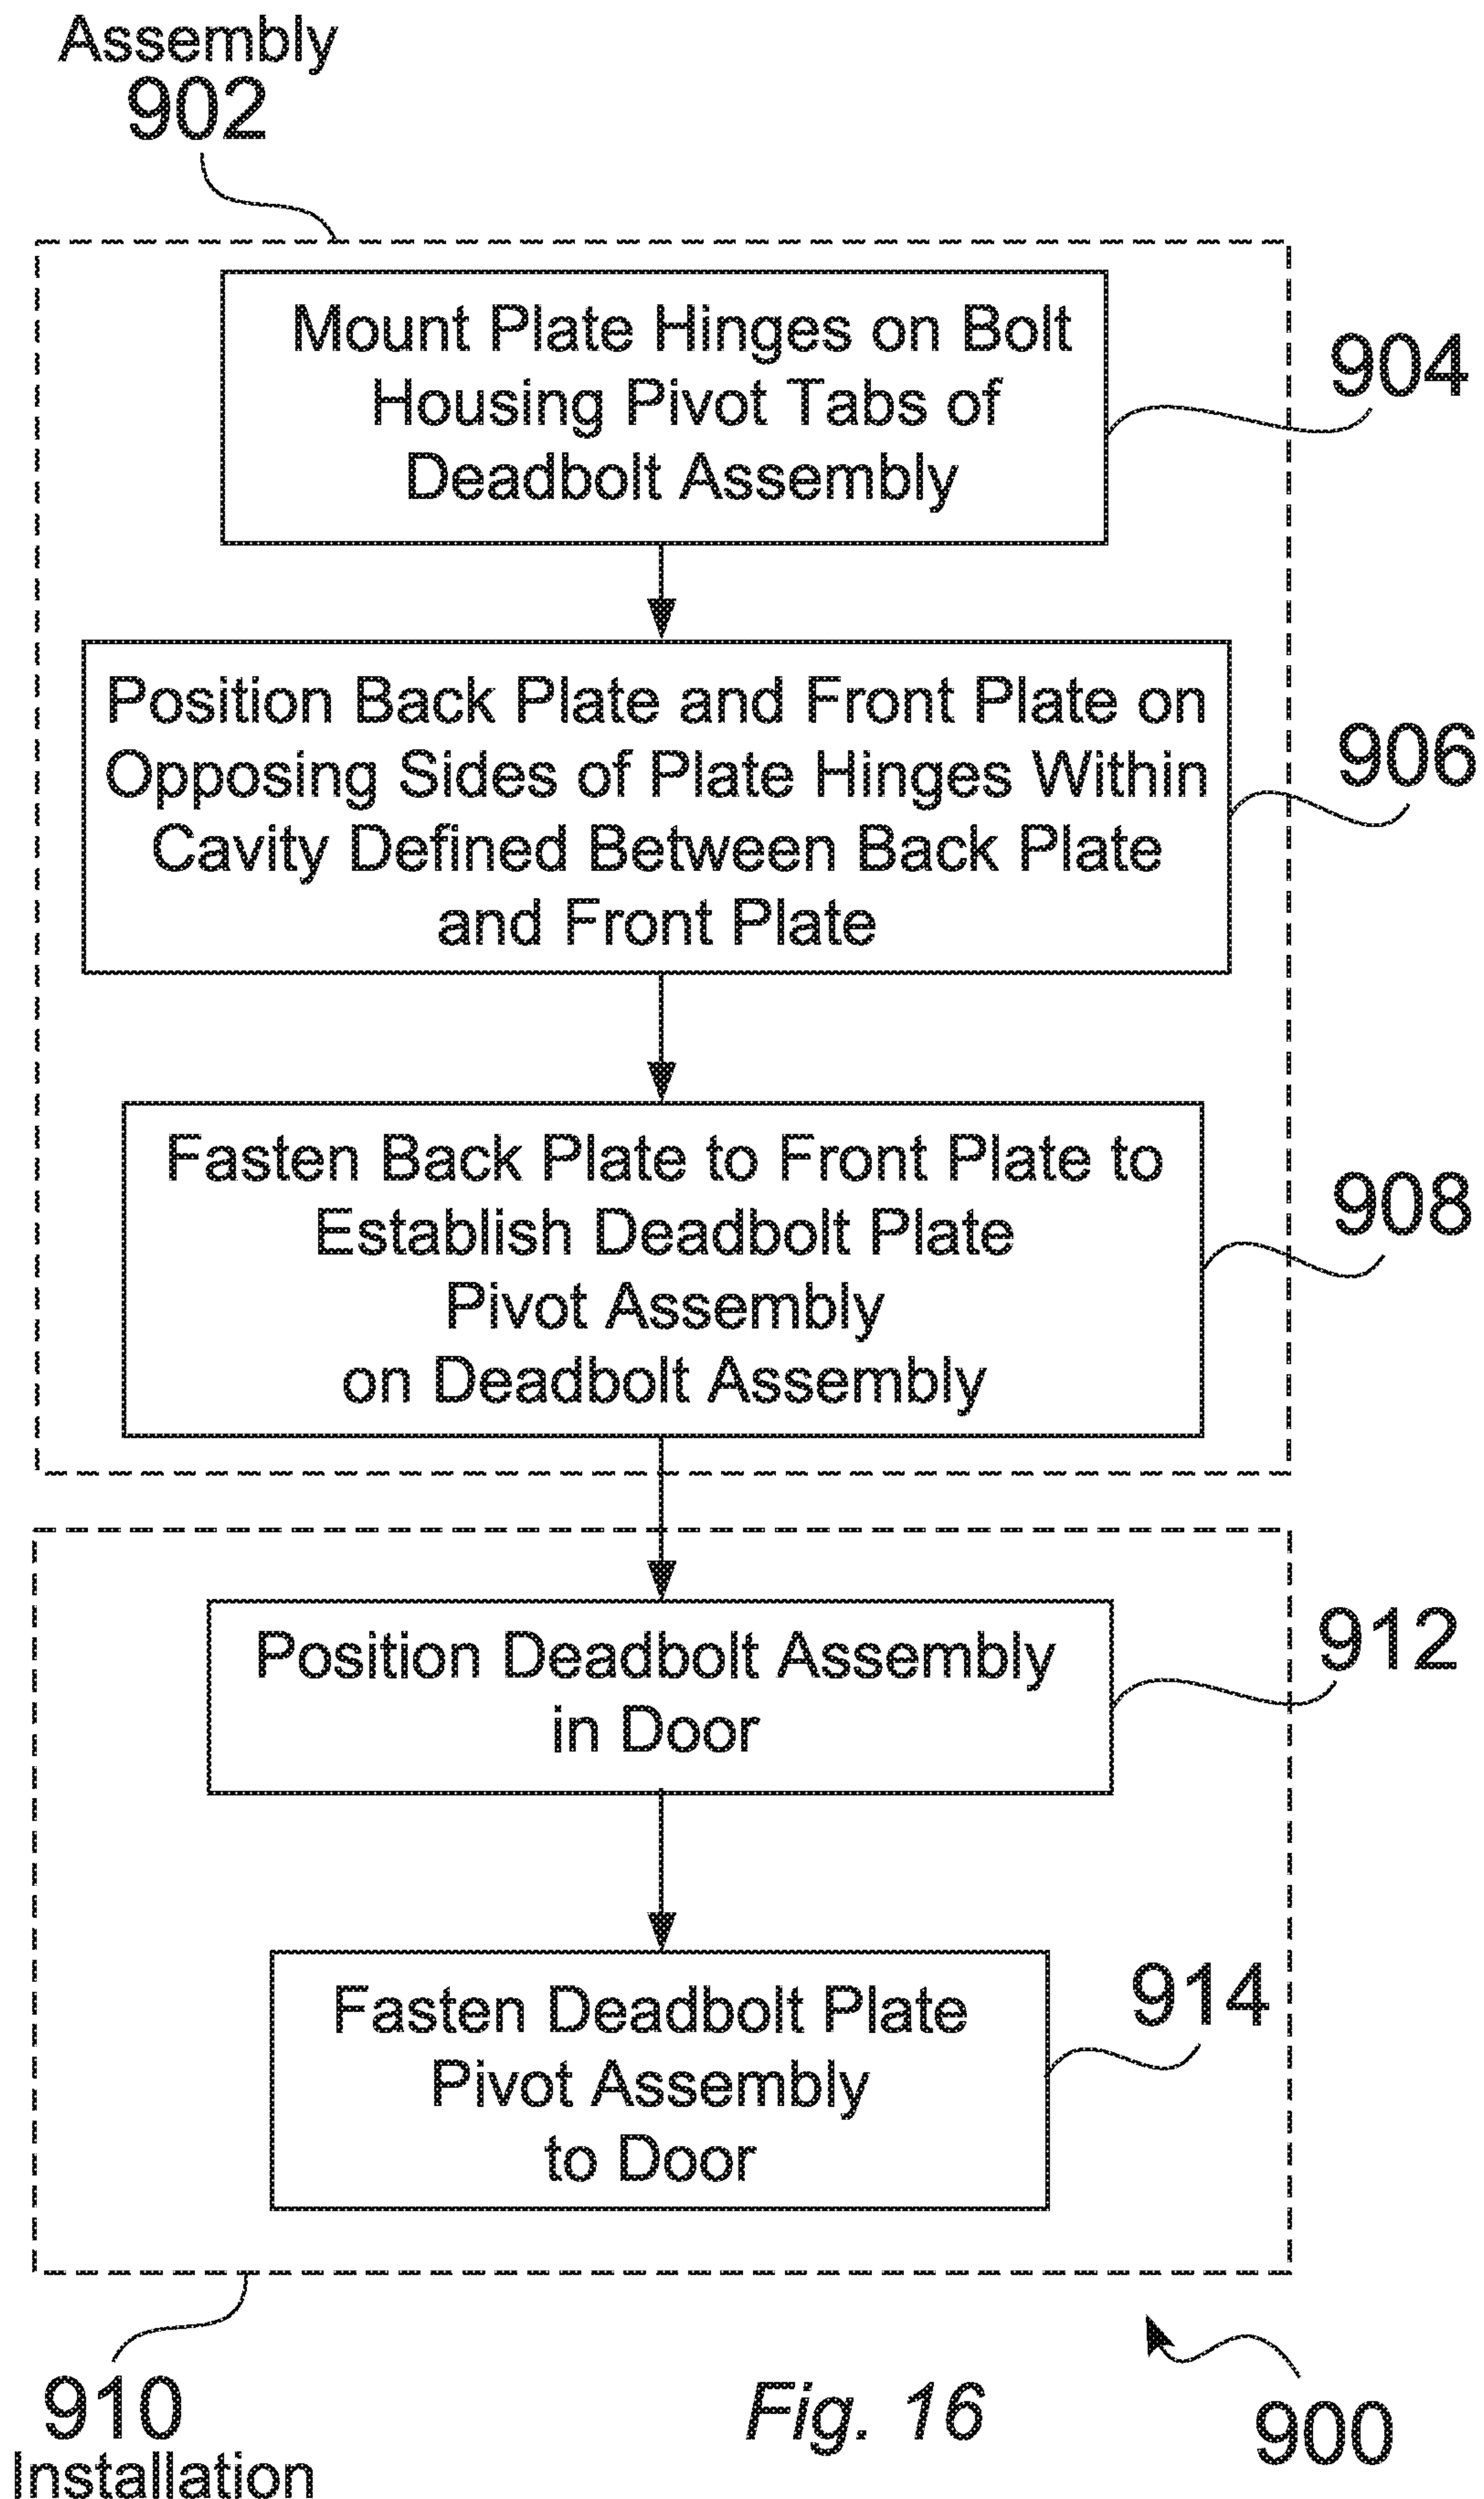 Assembly
902
Mount Plate Hinges on Bolt
Housing Pivot Tabs of
Deadbolt Assembly
904
Position Back Plate and Front Plate on
Opposing Sides of Plate Hinges Within
Cavity Defined Between Back Plate
and Front Plate
906
Fasten Back Plate to Front Plate to
Establish Deadbolt Plate
Pivot Assembly
on Deadbolt Assembly
908
Position Deadbolt Assembly
in Door
912
Fasten Deadbolt Plate
Pivot Assembly
to Door
914
910
Installation
Fig. 16
900